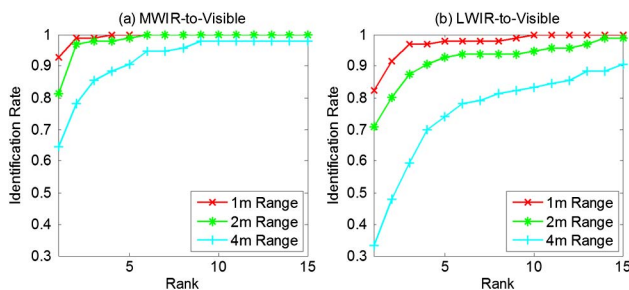 (a) MWIR-to-Visible
1
0.9
0.8
0.7
0.6
0.5
0.4
0.3
Identification Rate
1m Range
2m Range
4m Range
5
10
15
Rank
(b) LWIR-to-Visible
1
0.9
0.8
0.7
0.6
0.5
0.4
0.3
Identification Rate
1m Range
2m Range
4m Range
5
10
15
Rank